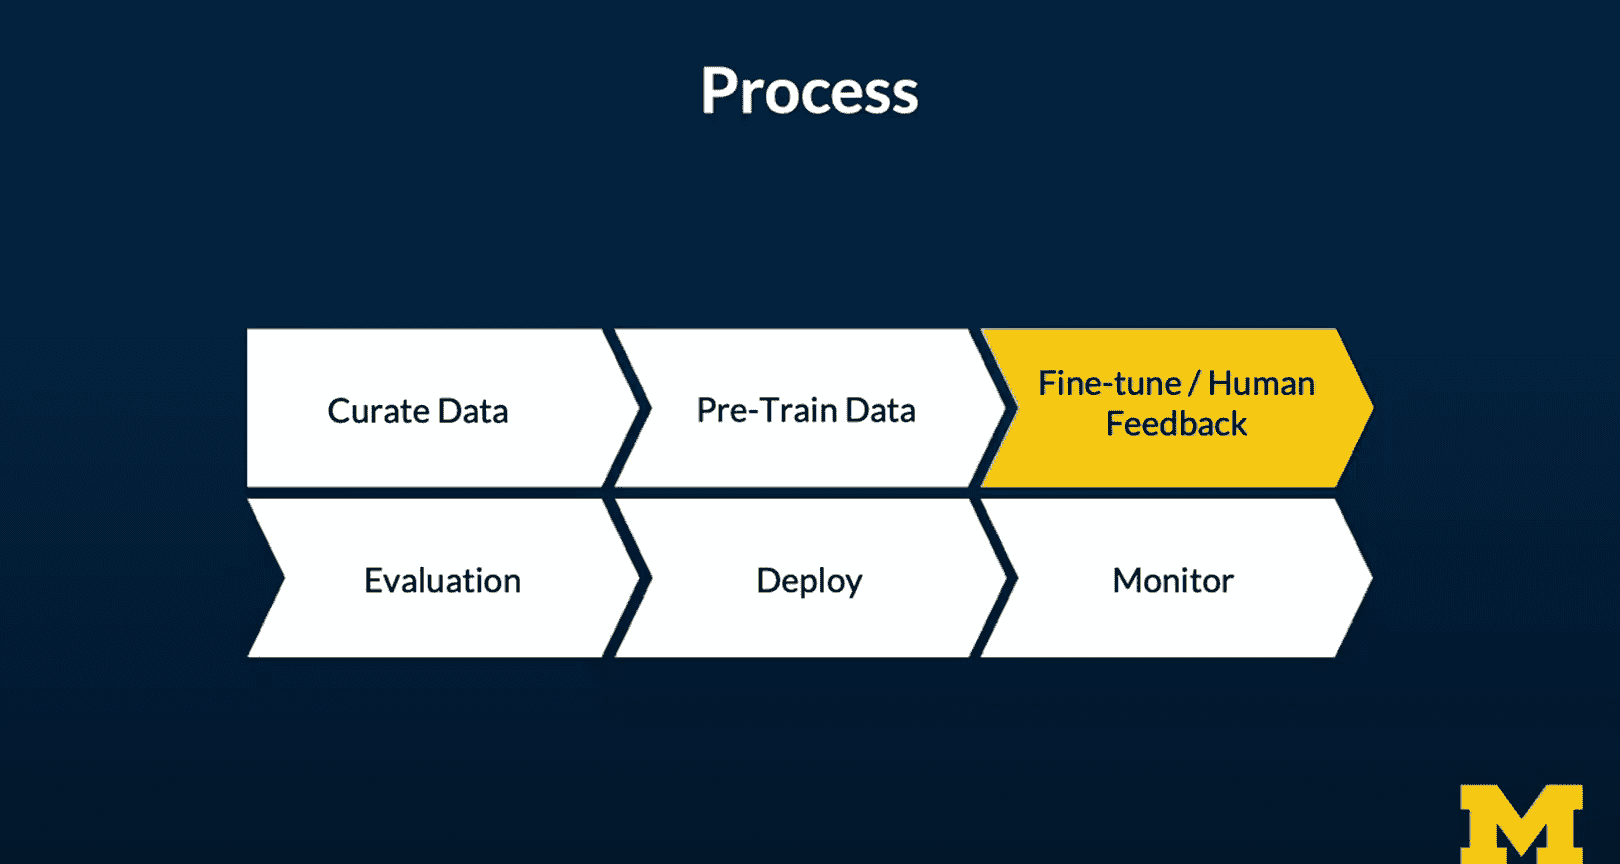 Process
Curate Data
Pre-Train Data
Fine-tune / Human
Feedback
Evaluation
Deploy
Monitor
M